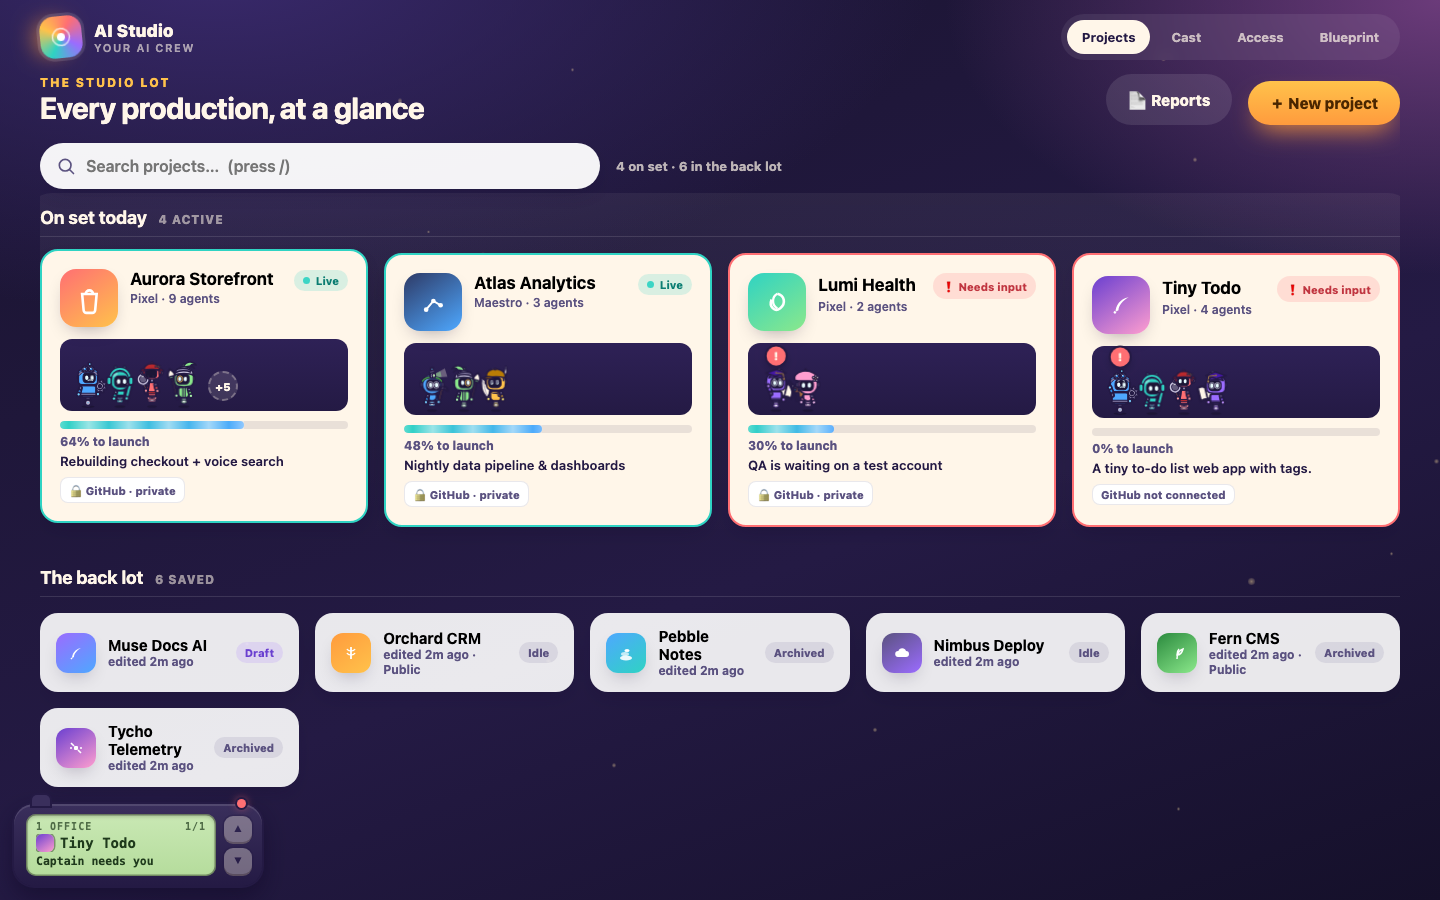 AI Studio
YOUR AI CREW
Projects
Cast
Access
Blueprint
THE STUDIO LOT
Every production, at a glance
Reports
+ New project
Search projects... (press /)
4 on set · 6 in the back lot
On set today
4 ACTIVE
Aurora Storefront
Pixel · 9 agents
Live
+5
64% to launch
Rebuilding checkout + voice search
GitHub · private
Atlas Analytics
Maestro · 3 agents
Live
48% to launch
Nightly data pipeline & dashboards
GitHub · private
Lumi Health
Pixel · 2 agents
! Needs input
!
30% to launch
QA is waiting on a test account
GitHub · private
Tiny Todo
Pixel · 4 agents
! Needs input
!
0% to launch
A tiny to-do list web app with tags.
GitHub not connected
The back lot
6 SAVED
Muse Docs AI
edited 2m ago
Draft
Orchard CRM
edited 2m ago ·
Public
Idle
Pebble
Notes
edited 2m ago
Archived
Nimbus Deploy
edited 2m ago
Idle
Fern CMS
edited 2m ago ·
Public
Archived
Tycho
Telemetry
edited 2m ago
Archived
1 OFFICE
1/1
Tiny Todo
Captain needs you